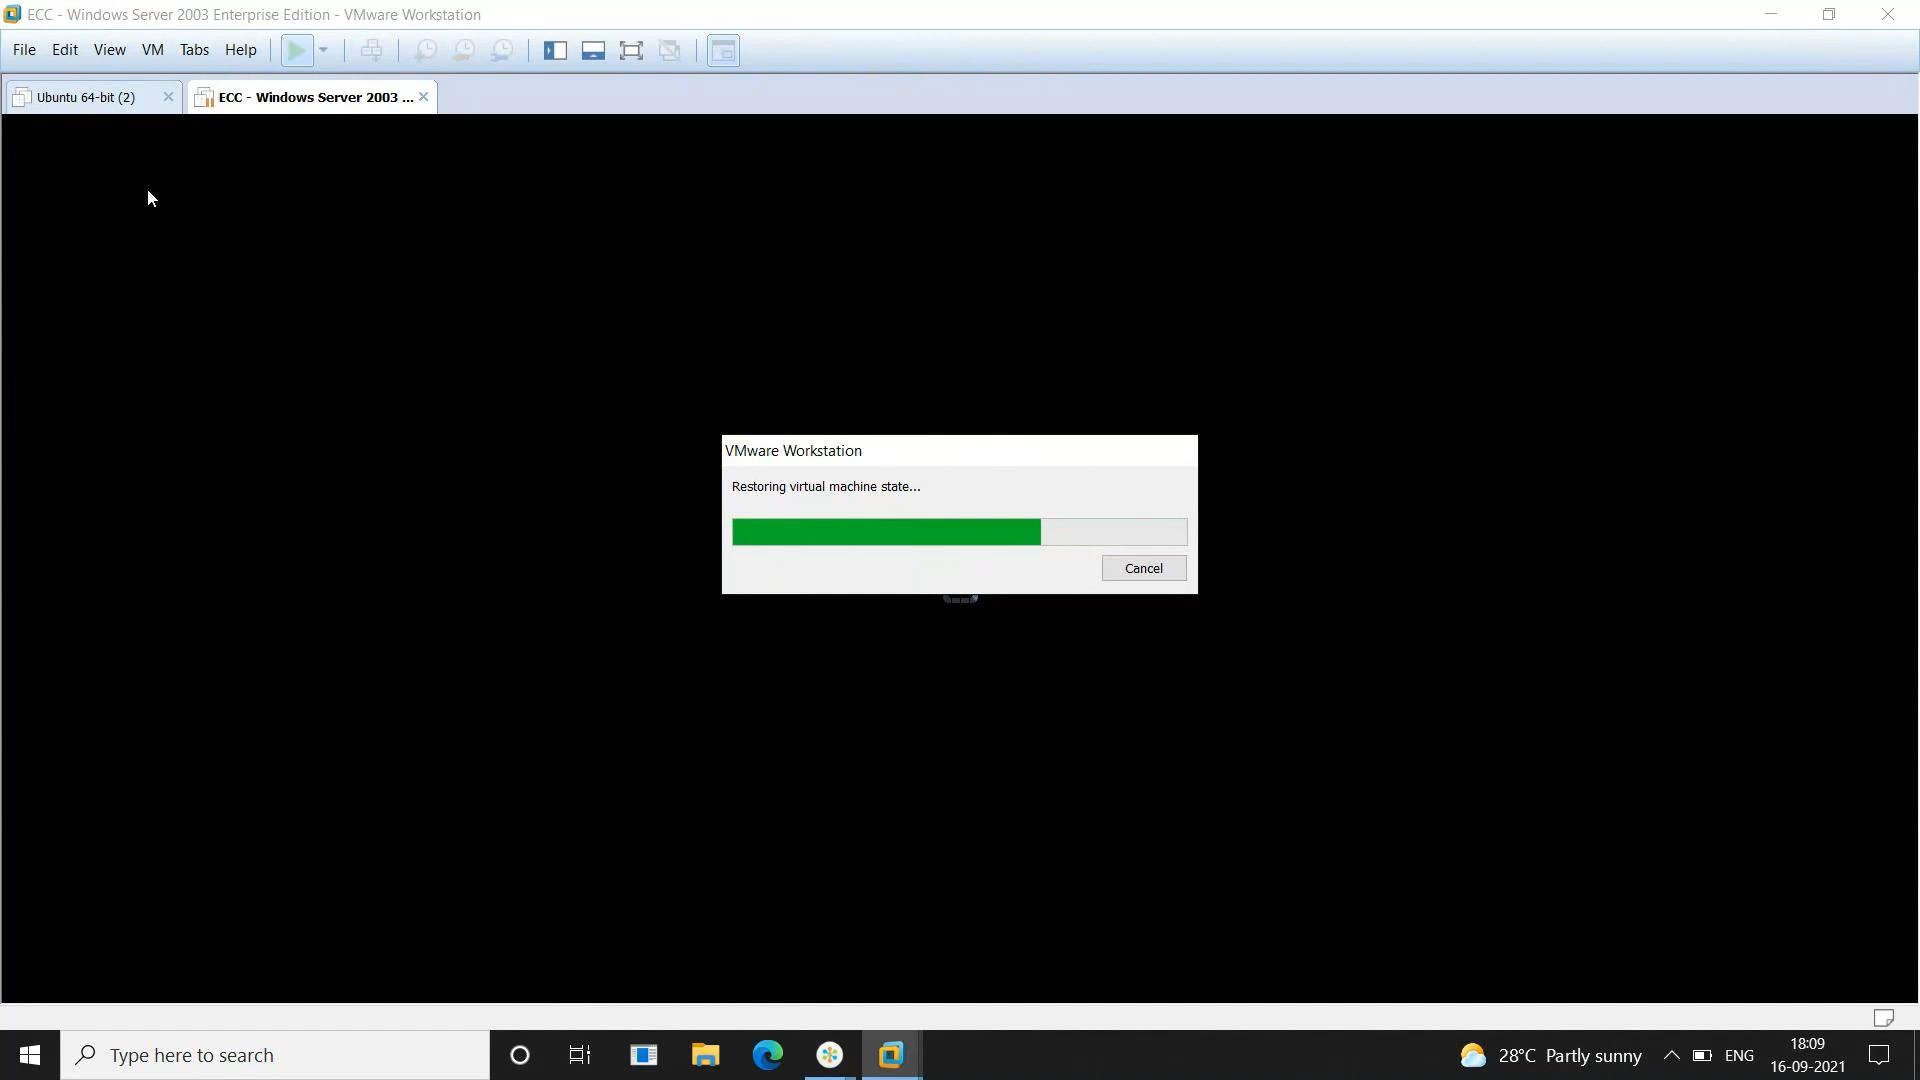 ECC - Windows Server 2003 Enterprise Edition - VMware Workstation
File Edit View VM Tabs Help
Ubuntu 64-bit (2)
ECC - Windows Server 2003 ...
VMware Workstation
Restoring virtual machine state...
Cancel
Type here to search
28°C Partly sunny
ENG
18:09
16-09-2021